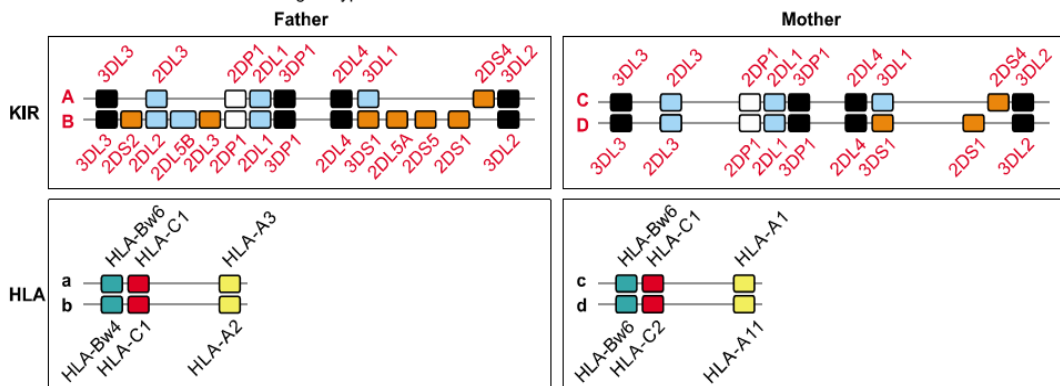 Father
Mother
KIR
3DL3 2DL3 2DP1 2DL1 3DP1 2DL4 3DL1 2DS4 3DL2
A
B
3DL3 2DS2 2DL2 2DL5B 2DL3 2DP1 2DL1 3DP1 2DL4 3DS1 2DL5A 2DS5 2DS1 3DL2
3DL3 2DL3 2DP1 2DL1 3DP1 2DL4 3DL1 2DS4 3DL2
C
D
3DL3 2DL3 2DP1 2DL1 3DP1 2DL4 3DS1 2DS1 3DL2
HLA
HLA-Bw6 HLA-C1 HLA-A3
a
b
HLA-Bw4 HLA-C1 HLA-A2
HLA-Bw6 HLA-C1 HLA-A1
c
d
HLA-Bw6 HLA-C2 HLA-A11